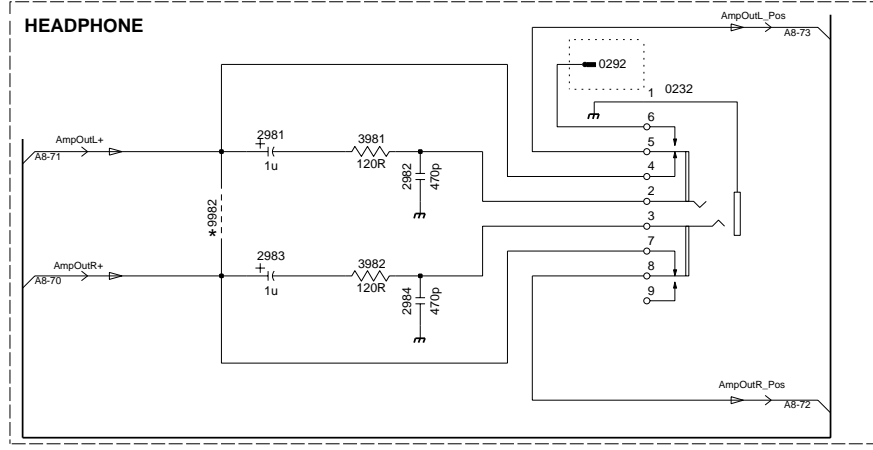 HEADPHONE
AmpOutL_Pos
A8-73
0292
1 0232
6
AmpOutL+
A8-71
2981
+
1u
3981
120R
2982
470p
5
4
2
*9982
3
AmpOutR+
A8-70
2983
+
1u
3982
120R
2984
470p
7
8
9
AmpOutR_Pos
A8-72